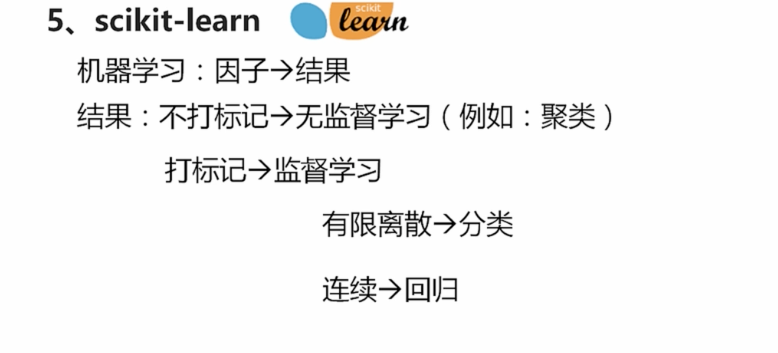 5、scikit-learn
scikit
learn
机器学习：因子→结果
结果：不打标记→无监督学习（例如：聚类）
打标记→监督学习
有限离散→分类
连续→回归